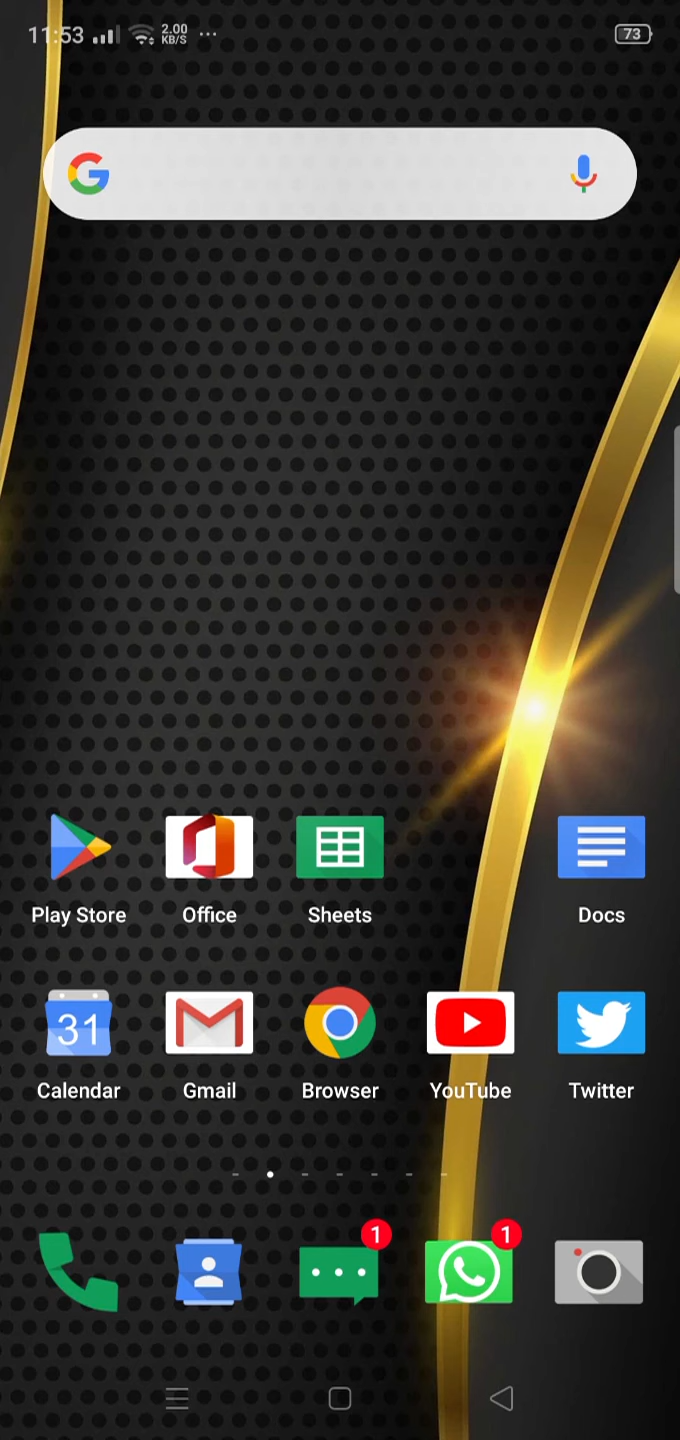 11:53 2.00 KB/S ... 73
G
Play Store Office Sheets Docs
31
Calendar Gmail Browser YouTube Twitter
1 1